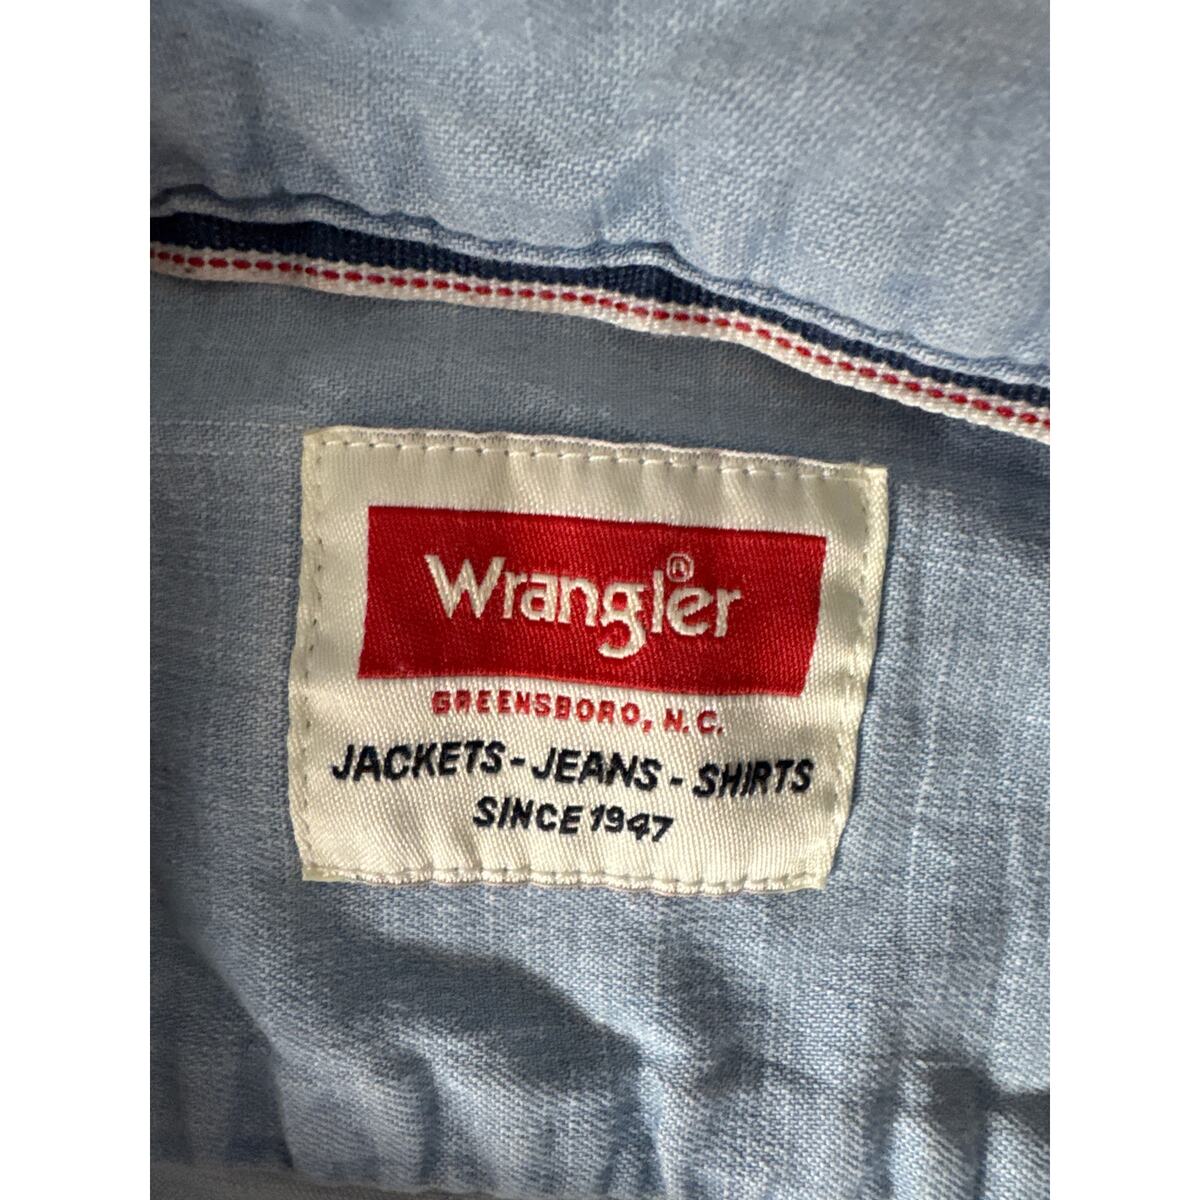 Wrangler®
GREENSBORO, N.C.
JACKETS - JEANS - SHIRTS
SINCE 1947